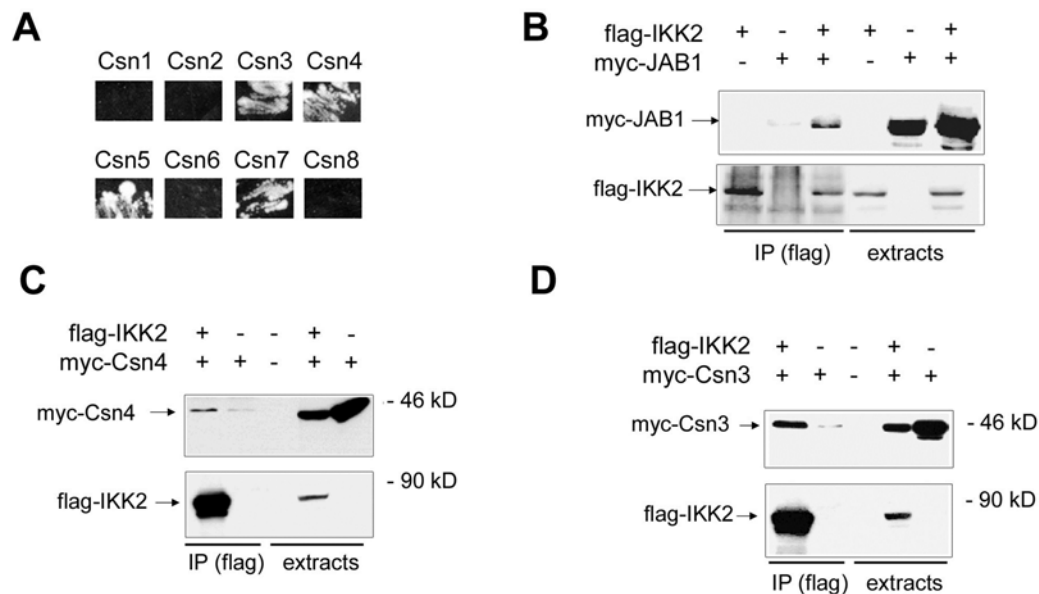 A
Csn1 Csn2 Csn3 Csn4
Csn5 Csn6 Csn7 Csn8
B
flag-IKK2 + - + + - +
myc-JAB1 - + + - + +
myc-JAB1
flag-IKK2
IP (flag) extracts
C
flag-IKK2 + - - + -
myc-Csn4 + + - + +
myc-Csn4
- 46 kD
- 90 kD
flag-IKK2
IP (flag) extracts
D
flag-IKK2 + - - + -
myc-Csn3 + + - + +
myc-Csn3 - 46 kD
- 90 kD
flag-IKK2
IP (flag) extracts